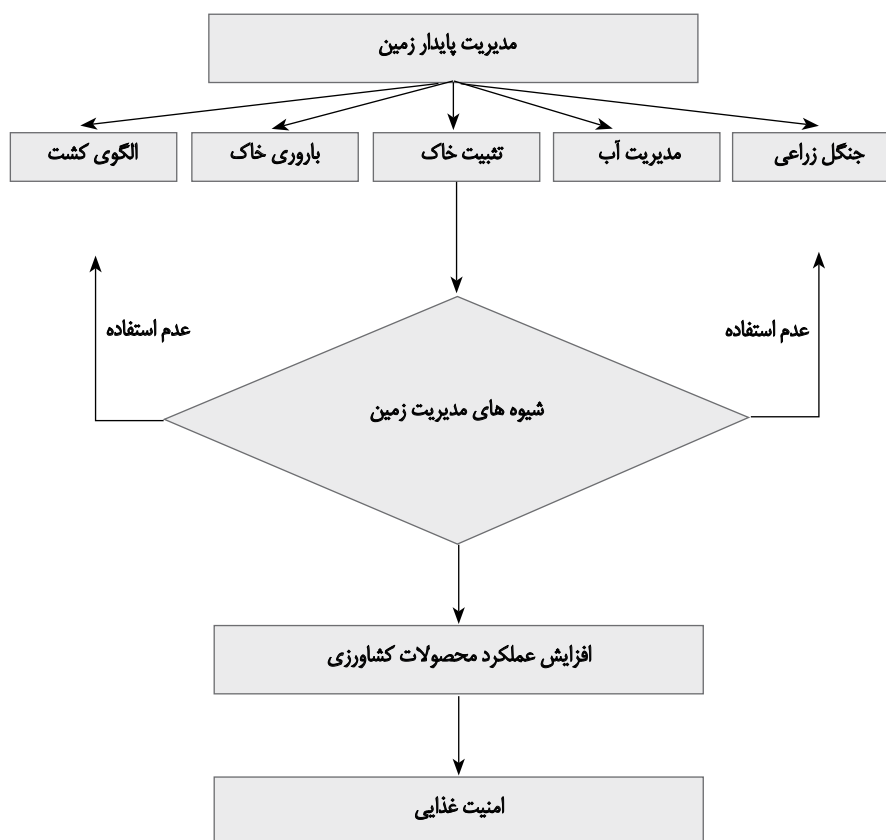 مدیریت پایدار زمین
جنگل زراعی
مدیریت آب
تثبیت خاک
باروری خاک
الگوی کشت
عدم استفاده
عدم استفاده
شیوه های مدیریت زمین
افزایش عملکرد محصولات کشاورزی
امنیت غذایی